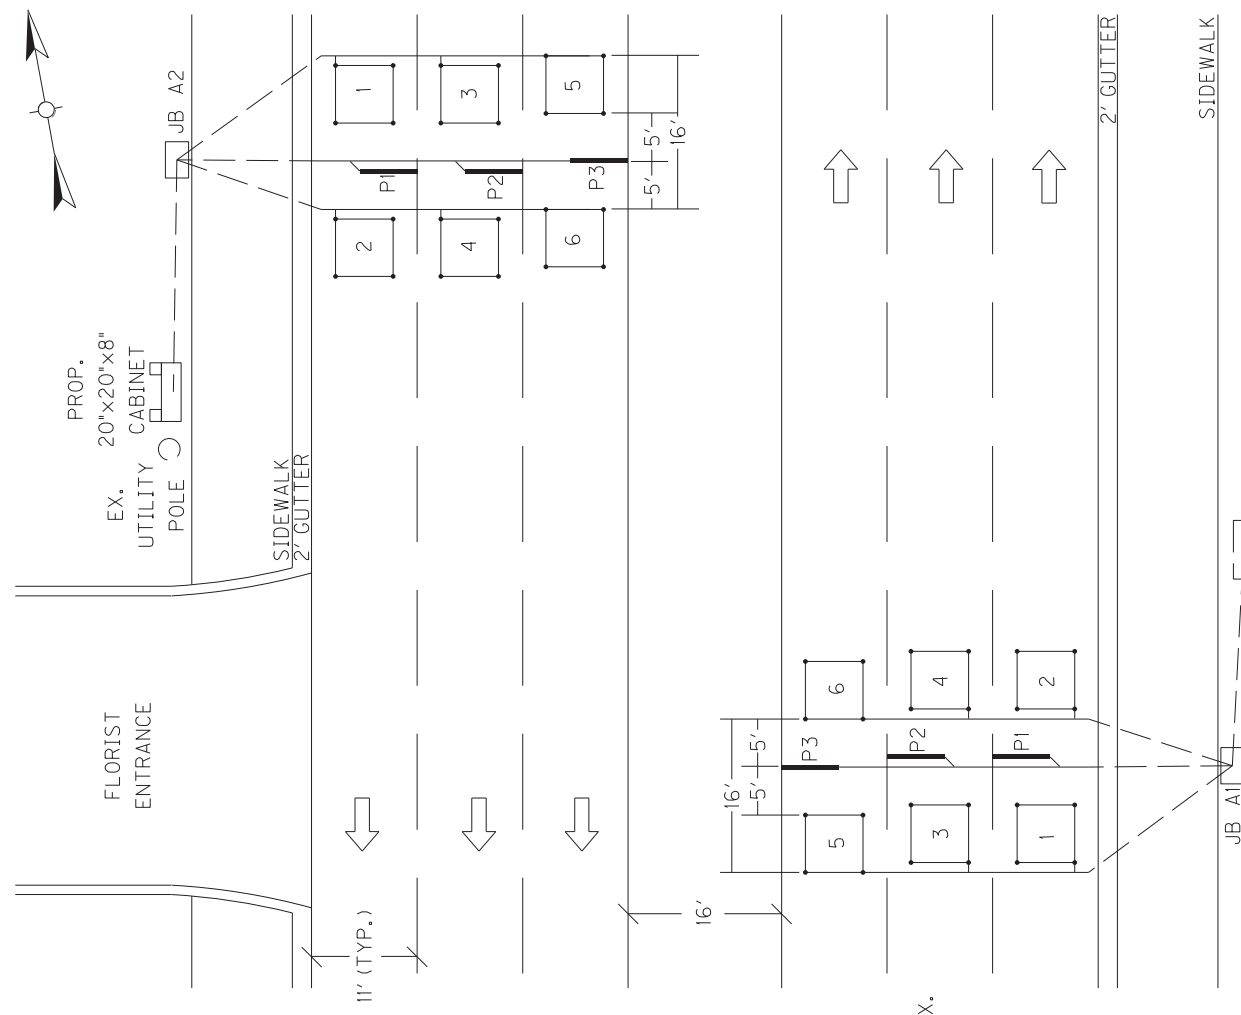 JB A2
1
3
5
P1
P2
P3
5'
5'
16'
2
4
6
PROP.
20"x20"x8"
CABINET
EX.
UTILITY
POLE
SIDEWALK
2' GUTTER
FLORIST
ENTRANCE
11' (TYP.)
16'
2' GUTTER
SIDEWALK
6
4
2
P3
P2
P1
5'
5'
16'
5
3
1
JB A1
X.